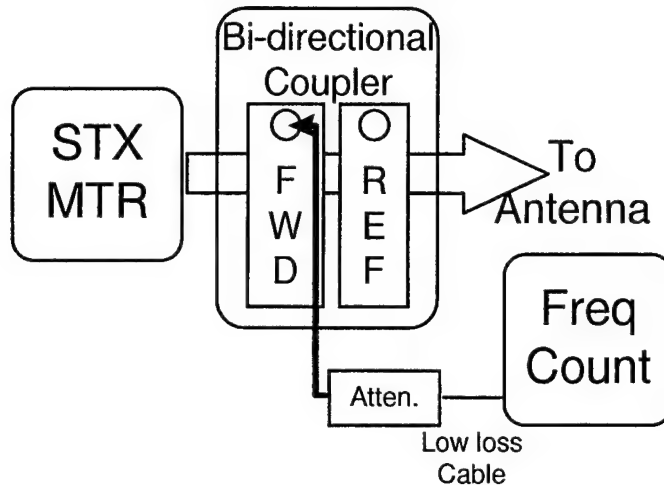 Bi-directional
Coupler
STX
MTR
F
W
D
R
E
F
To
Antenna
Freq
Count
Atten.
Low loss
Cable